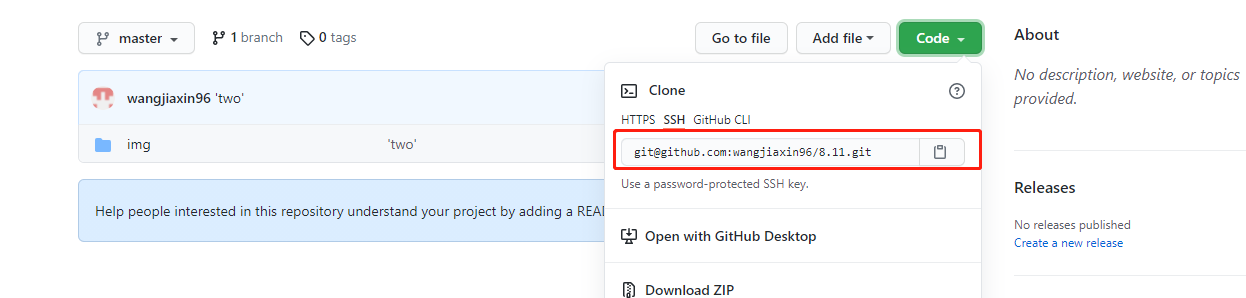 master
1 branch
0 tags
Go to file
Add file
Code
About
No description, website, or topics
provided.
wangjiaxin96 'two'
img
'two'
Clone
HTTPS SSH GitHub CLI
git@github.com:wangjiaxin96/8.11.git
Use a password-protected SSH key.
Help people interested in this repository understand your project by adding a REA
Open with GitHub Desktop
Download ZIP
Releases
No releases published
Create a new release